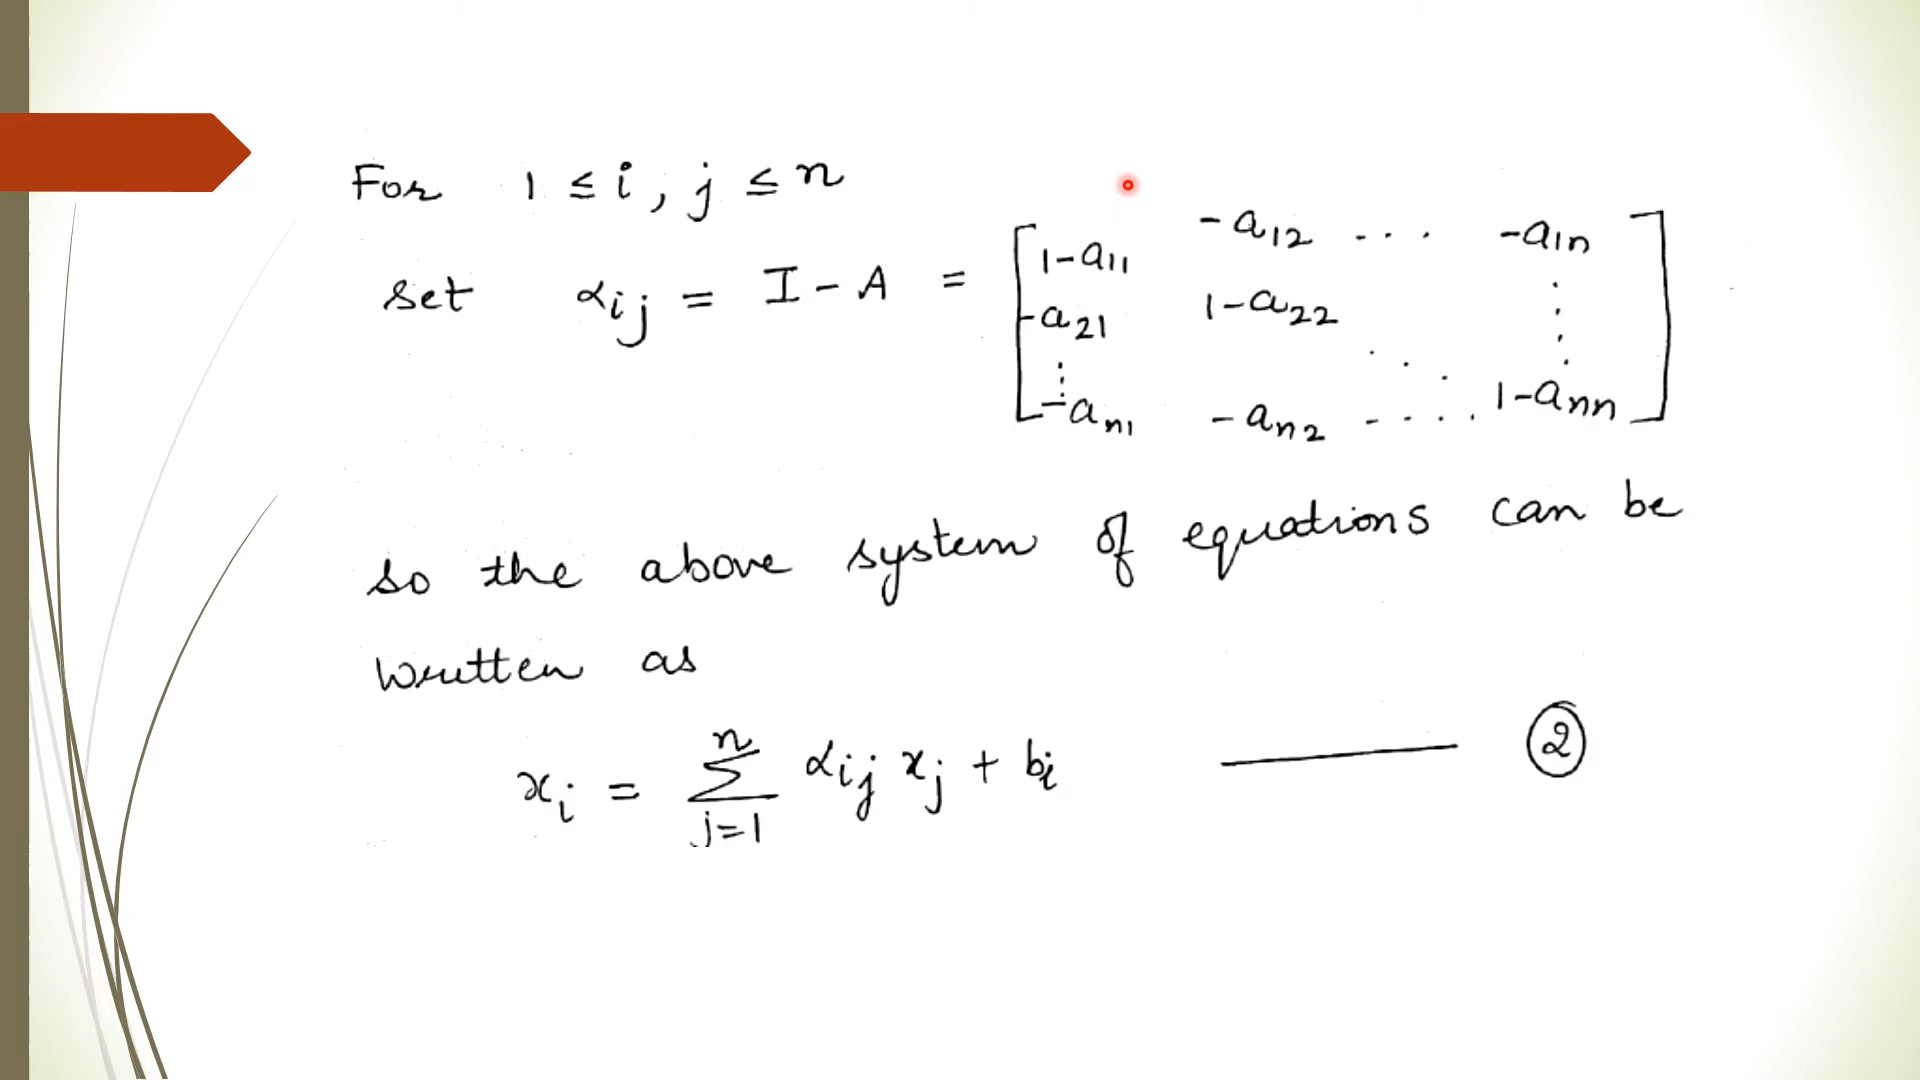 For 1 ≤ i, j ≤ n
set αij = I - A = [ 1-a11 -a12 ... -a1n
-a21 1-a22 ⋮
⋮ ⋱ ⋮
-an1 -an2 .... 1-ann ]
so the above system of equations can be
written as
xi = Σ_{j=1}^{n} αij xj + bi ——— ②